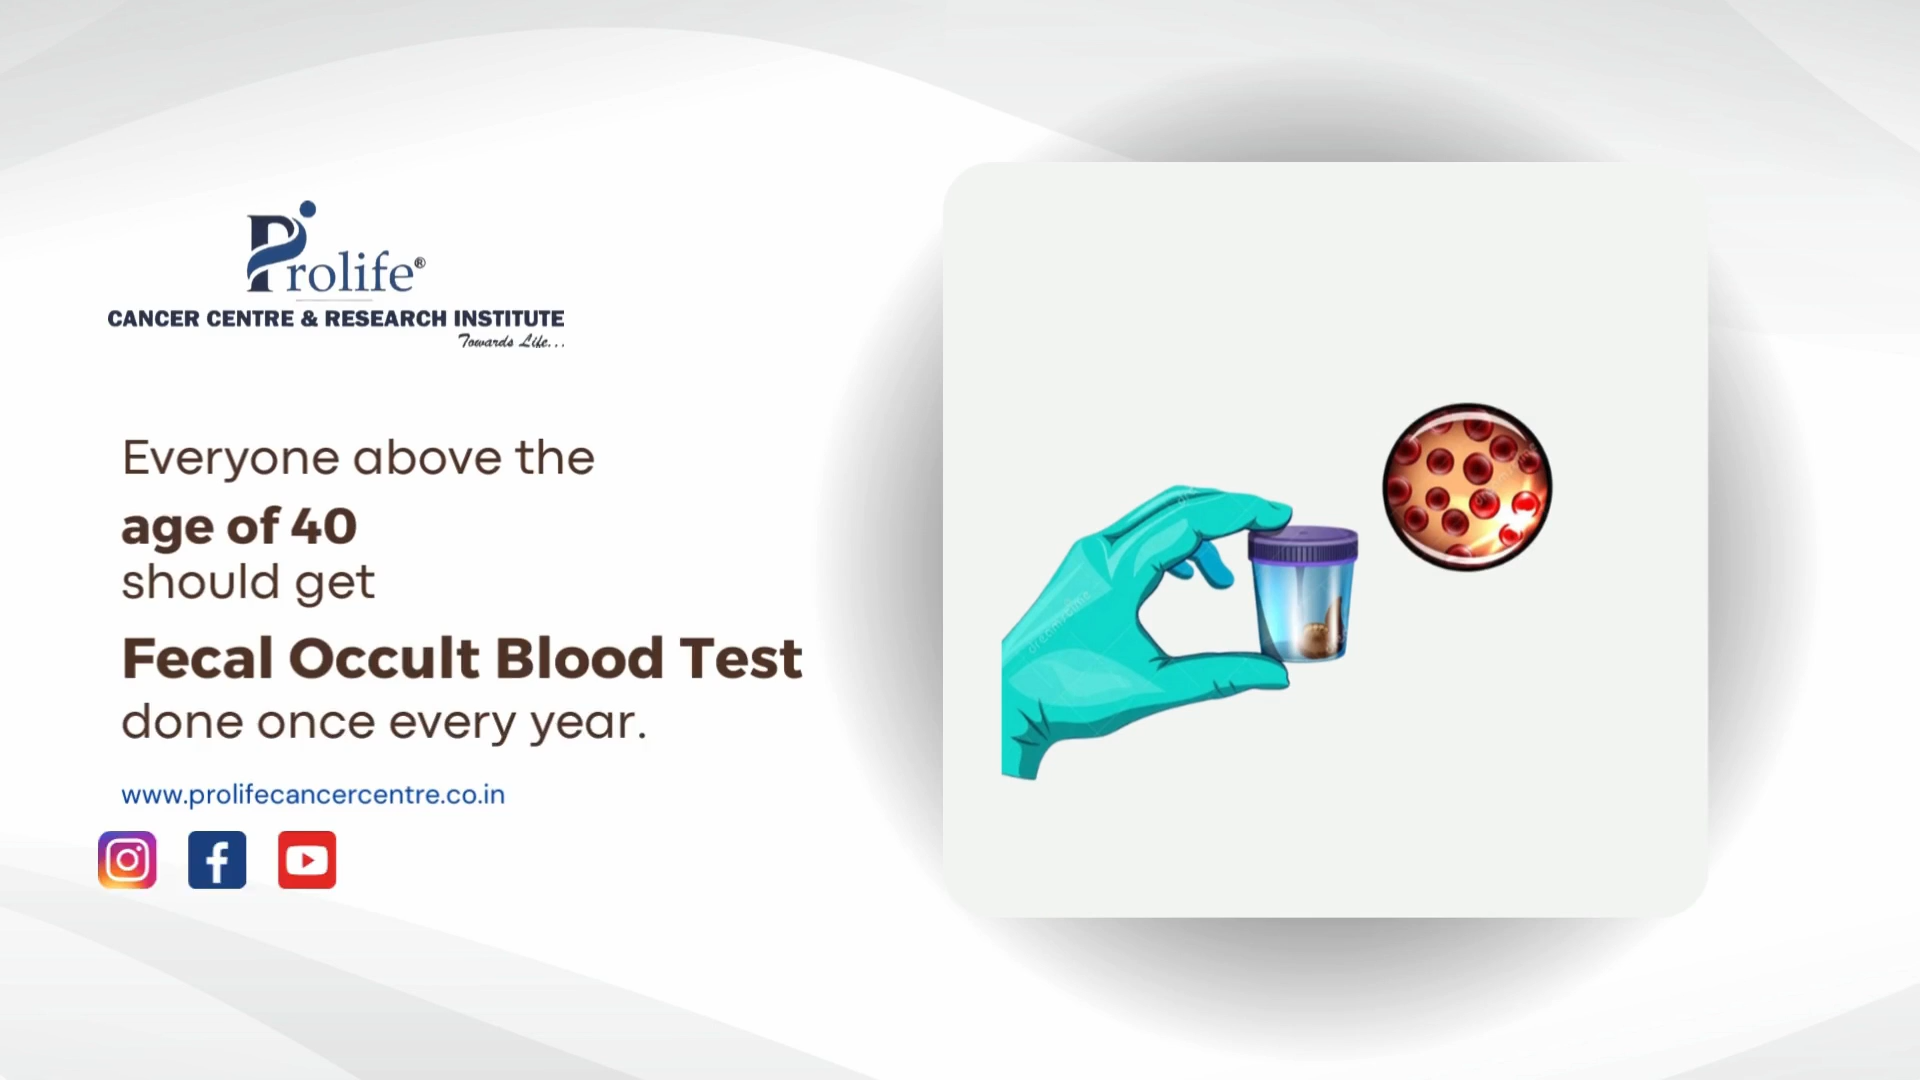 Prolife®
CANCER CENTRE & RESEARCH INSTITUTE
Towards Life...
Everyone above the
age of 40
should get
Fecal Occult Blood Test
done once every year.
www.prolifecancercentre.co.in